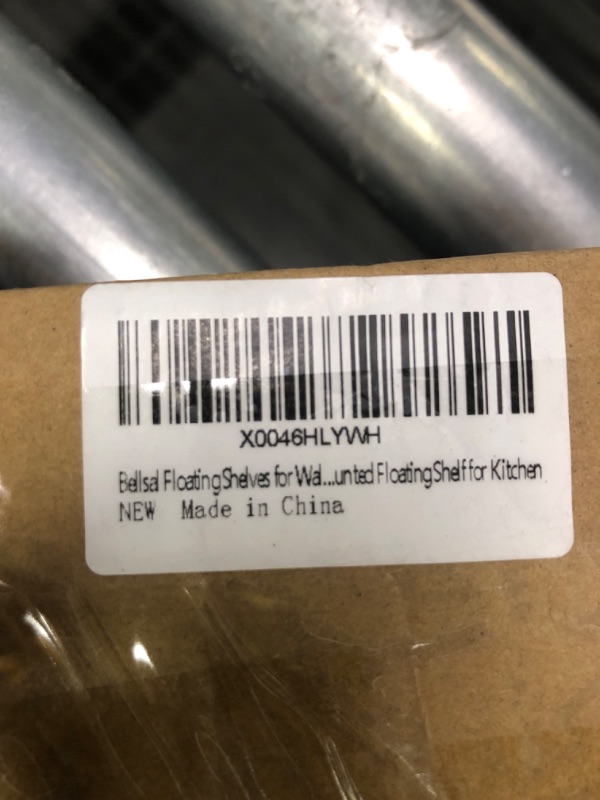 X0046HLYWH
Bellsal Floating Shelves for Wal...unted Floating Shelf for Kitchen
NEW Made in China